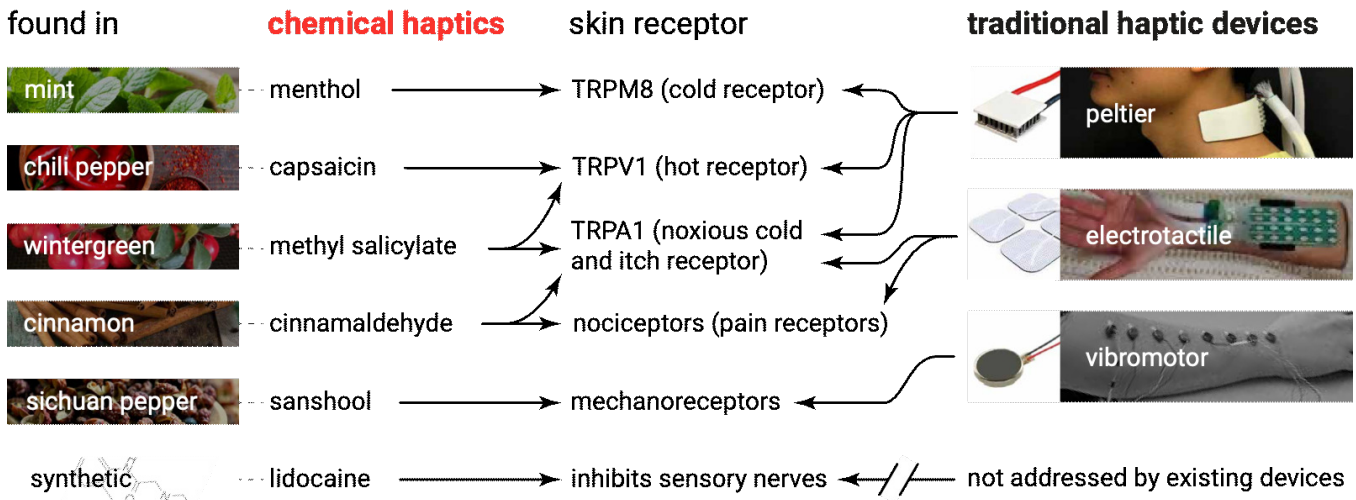 found in chemical haptics skin receptor traditional haptic devices
mint menthol TRPM8 (cold receptor) peltier
chili pepper capsaicin TRPV1 (hot receptor)
wintergreen methyl salicylate TRPA1 (noxious cold
and itch receptor) electrotactile
cinnamon cinnamaldehyde nociceptors (pain receptors)
vibromotor
sichuan pepper sanshool mechanoreceptors
synthetic lidocaine inhibits sensory nerves not addressed by existing devices